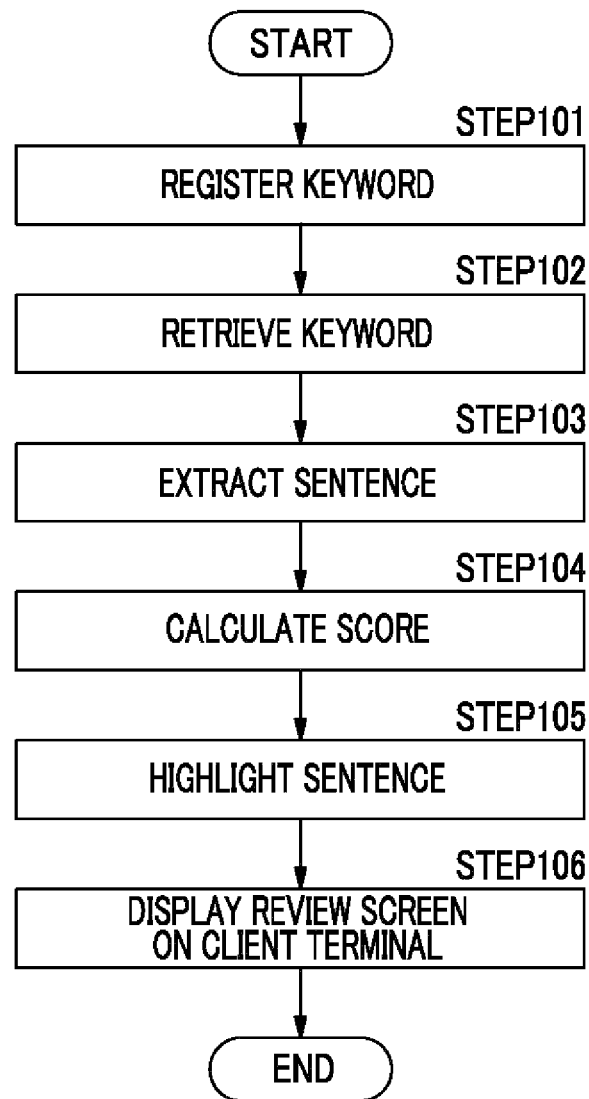 START
STEP101
REGISTER KEYWORD
STEP102
RETRIEVE KEYWORD
STEP103
EXTRACT SENTENCE
STEP104
CALCULATE SCORE
STEP105
HIGHLIGHT SENTENCE
STEP106
DISPLAY REVIEW SCREEN
ON CLIENT TERMINAL
END